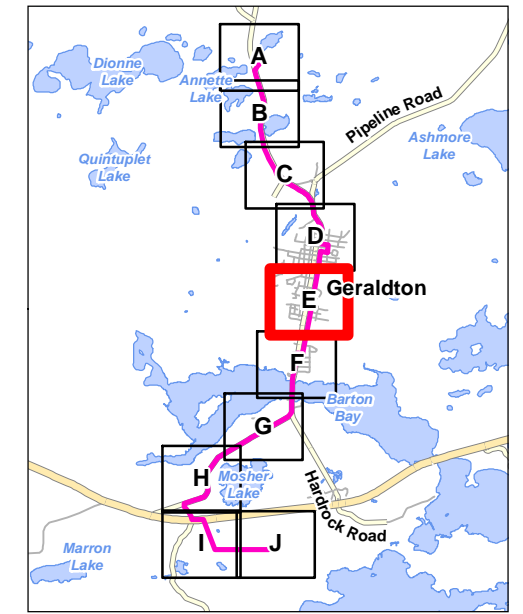 A
Dionne
Lake
Annette
Lake
B
Pipeline Road
Ashmore
Lake
Quintuplet
Lake
C
D
Geraldton
E
F
Barton
Bay
G
H
Mosher
Lake
Hardrock Road
I
J
Marron
Lake